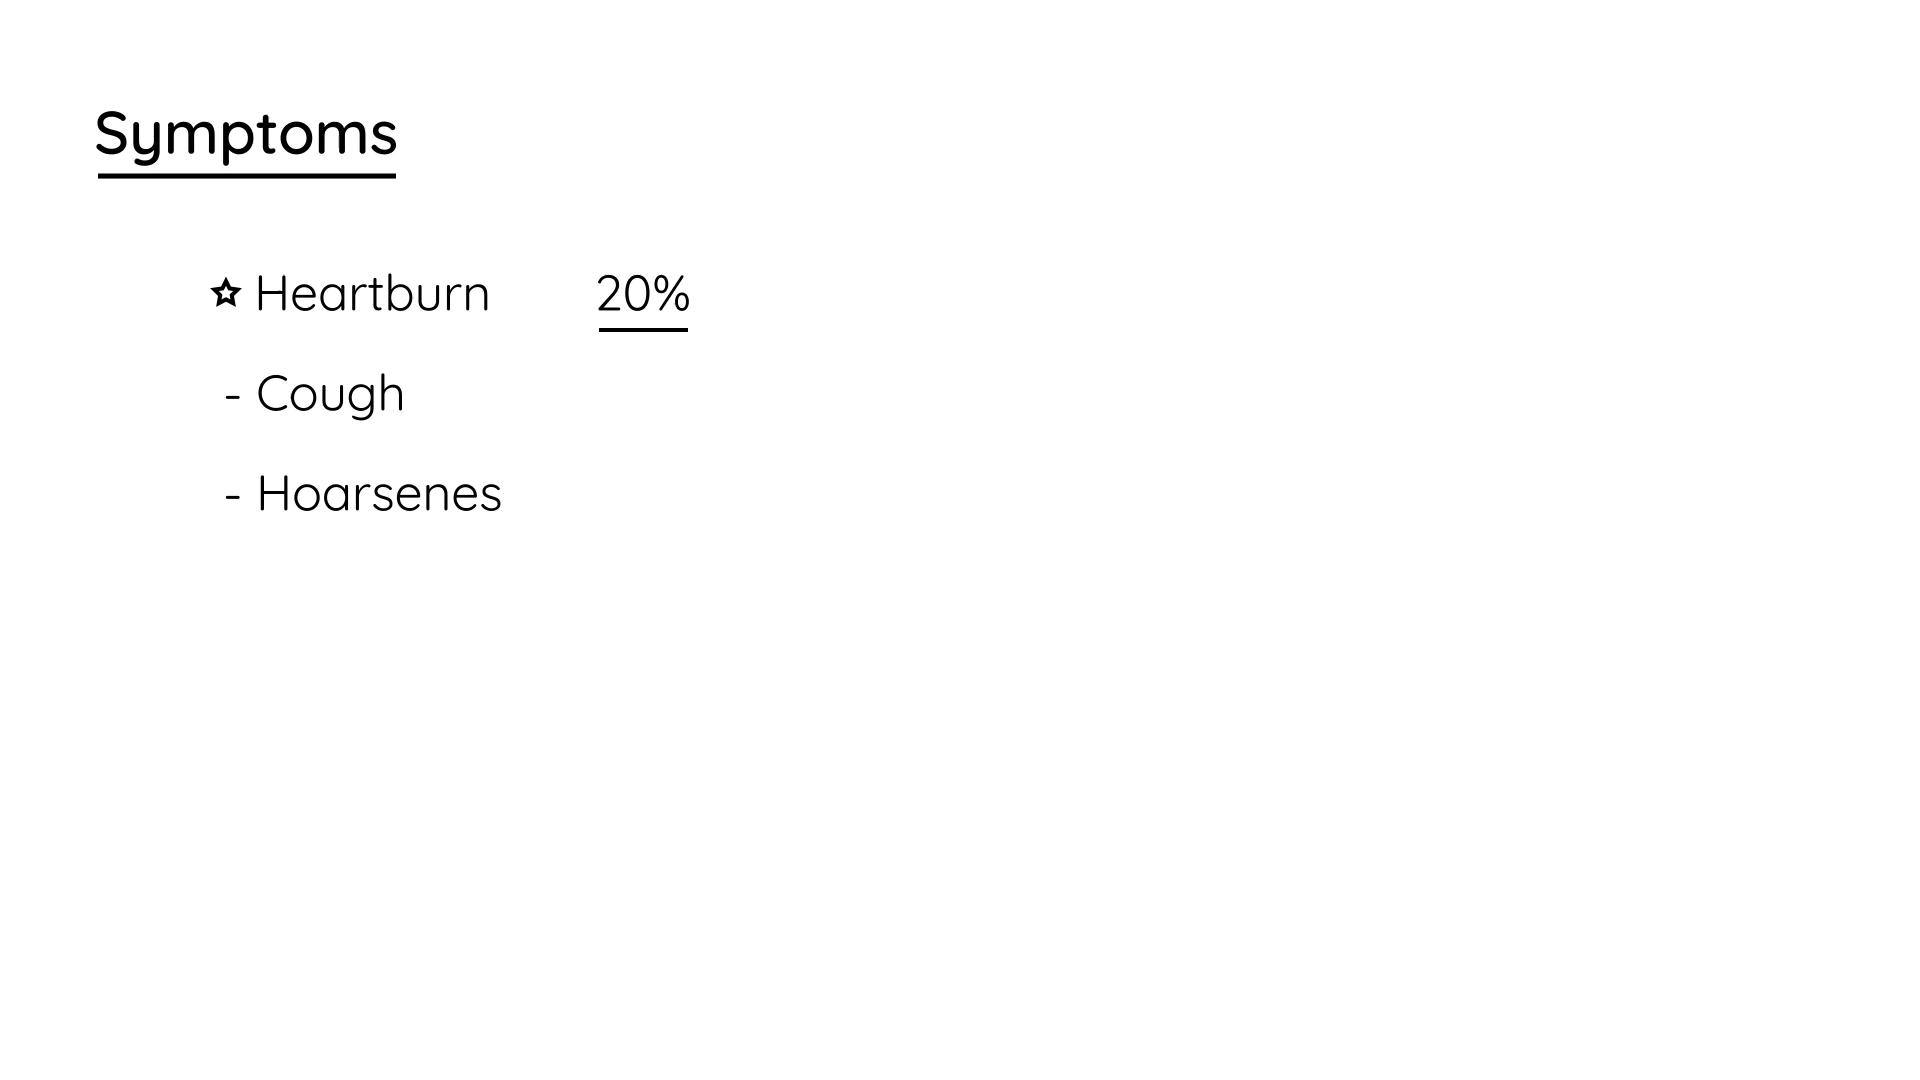 Symptoms
☆ Heartburn 20%
- Cough
- Hoarsenes